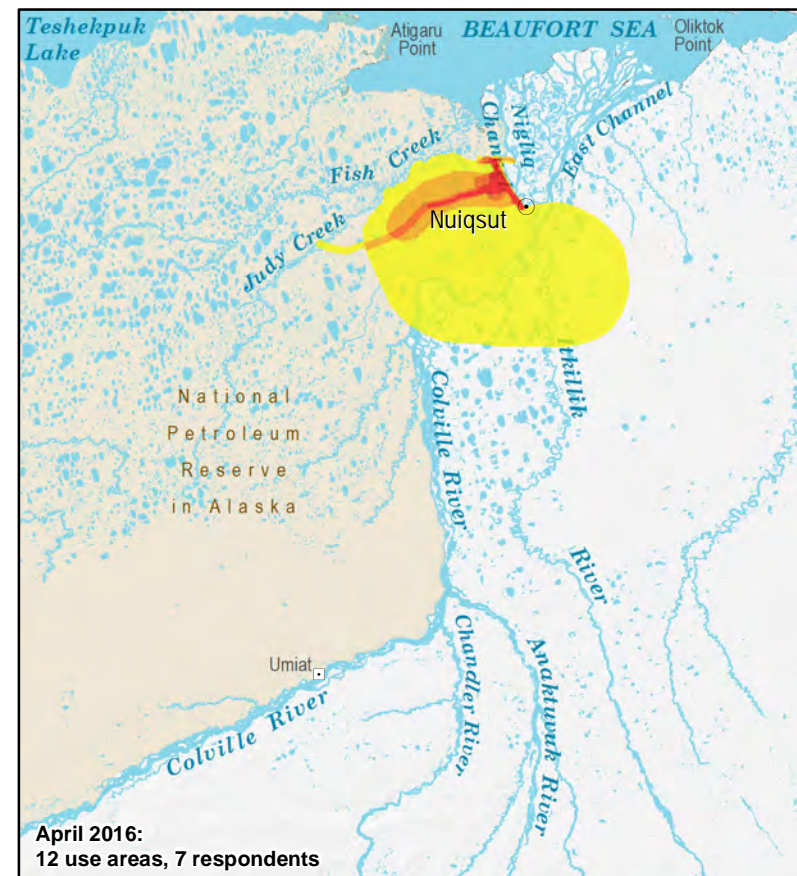 Teshekpuk
Lake
Atigaru
Point
BEAUFORT SEA
Oliktok
Point
Nigliq
East Channel
Fish Creek
Nuiqsut
Judy Creek
National
Petroleum
Reserve
in Alaska
Colville River
River
Umiat
Chandler River
Anaktuvuk River
Colville River
April 2016:
12 use areas, 7 respondents